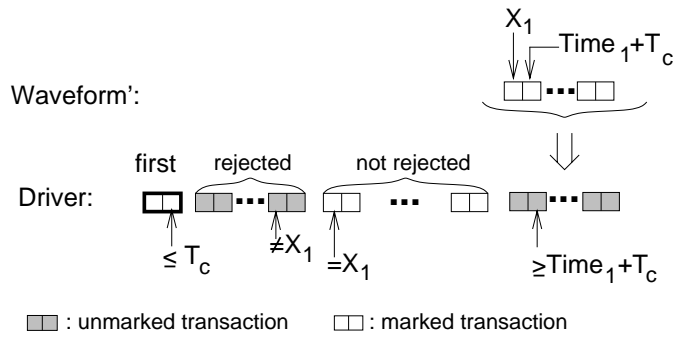 X1
Time1+Tc
Waveform':
first rejected not rejected
Driver:
≤ Tc ≠X1 =X1 ≥Time1+Tc
: unmarked transaction : marked transaction